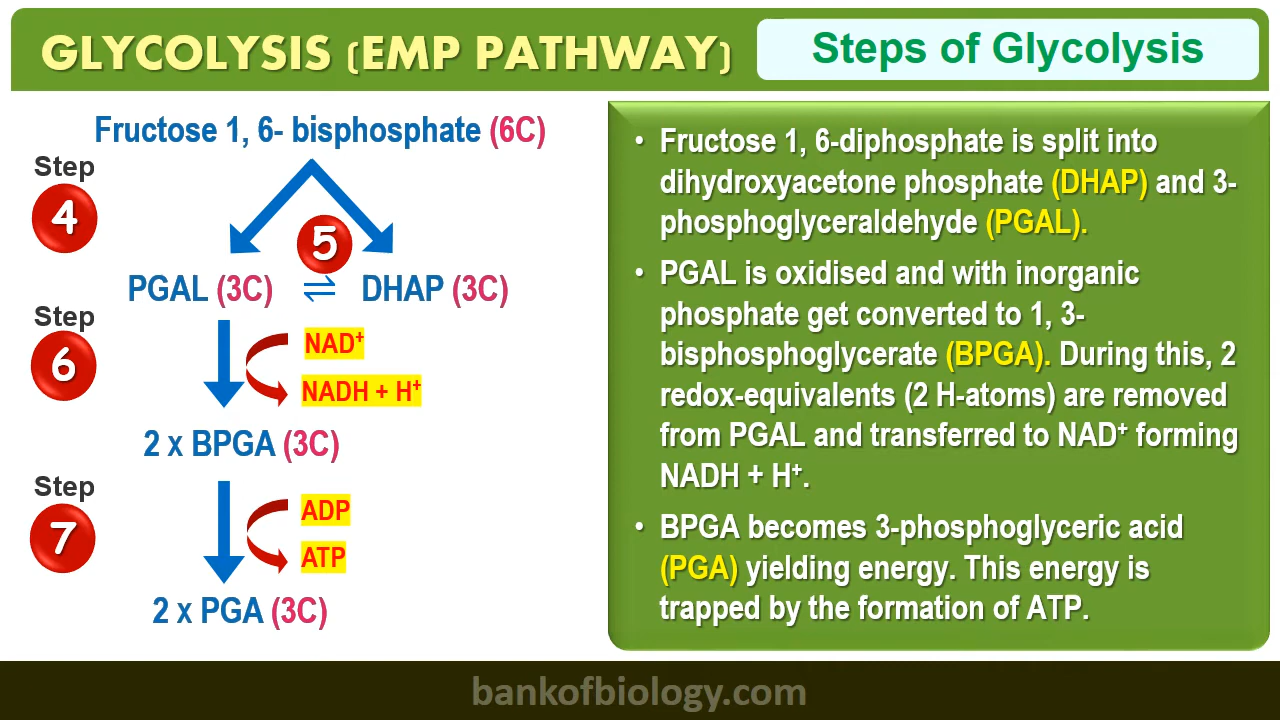 GLYCOLYSIS (EMP PATHWAY)
Steps of Glycolysis
Fructose 1, 6- bisphosphate (6C)
Step
4
5
PGAL (3C) ⇌ DHAP (3C)
Step
6
NAD⁺
NADH + H⁺
2 x BPGA (3C)
Step
7
ADP
ATP
2 x PGA (3C)
• Fructose 1, 6-diphosphate is split into
dihydroxyacetone phosphate (DHAP) and 3-
phosphoglyceraldehyde (PGAL).
• PGAL is oxidised and with inorganic
phosphate get converted to 1, 3-
bisphosphoglycerate (BPGA). During this, 2
redox-equivalents (2 H-atoms) are removed
from PGAL and transferred to NAD⁺ forming
NADH + H⁺.
• BPGA becomes 3-phosphoglyceric acid
(PGA) yielding energy. This energy is
trapped by the formation of ATP.
bankofbiology.com